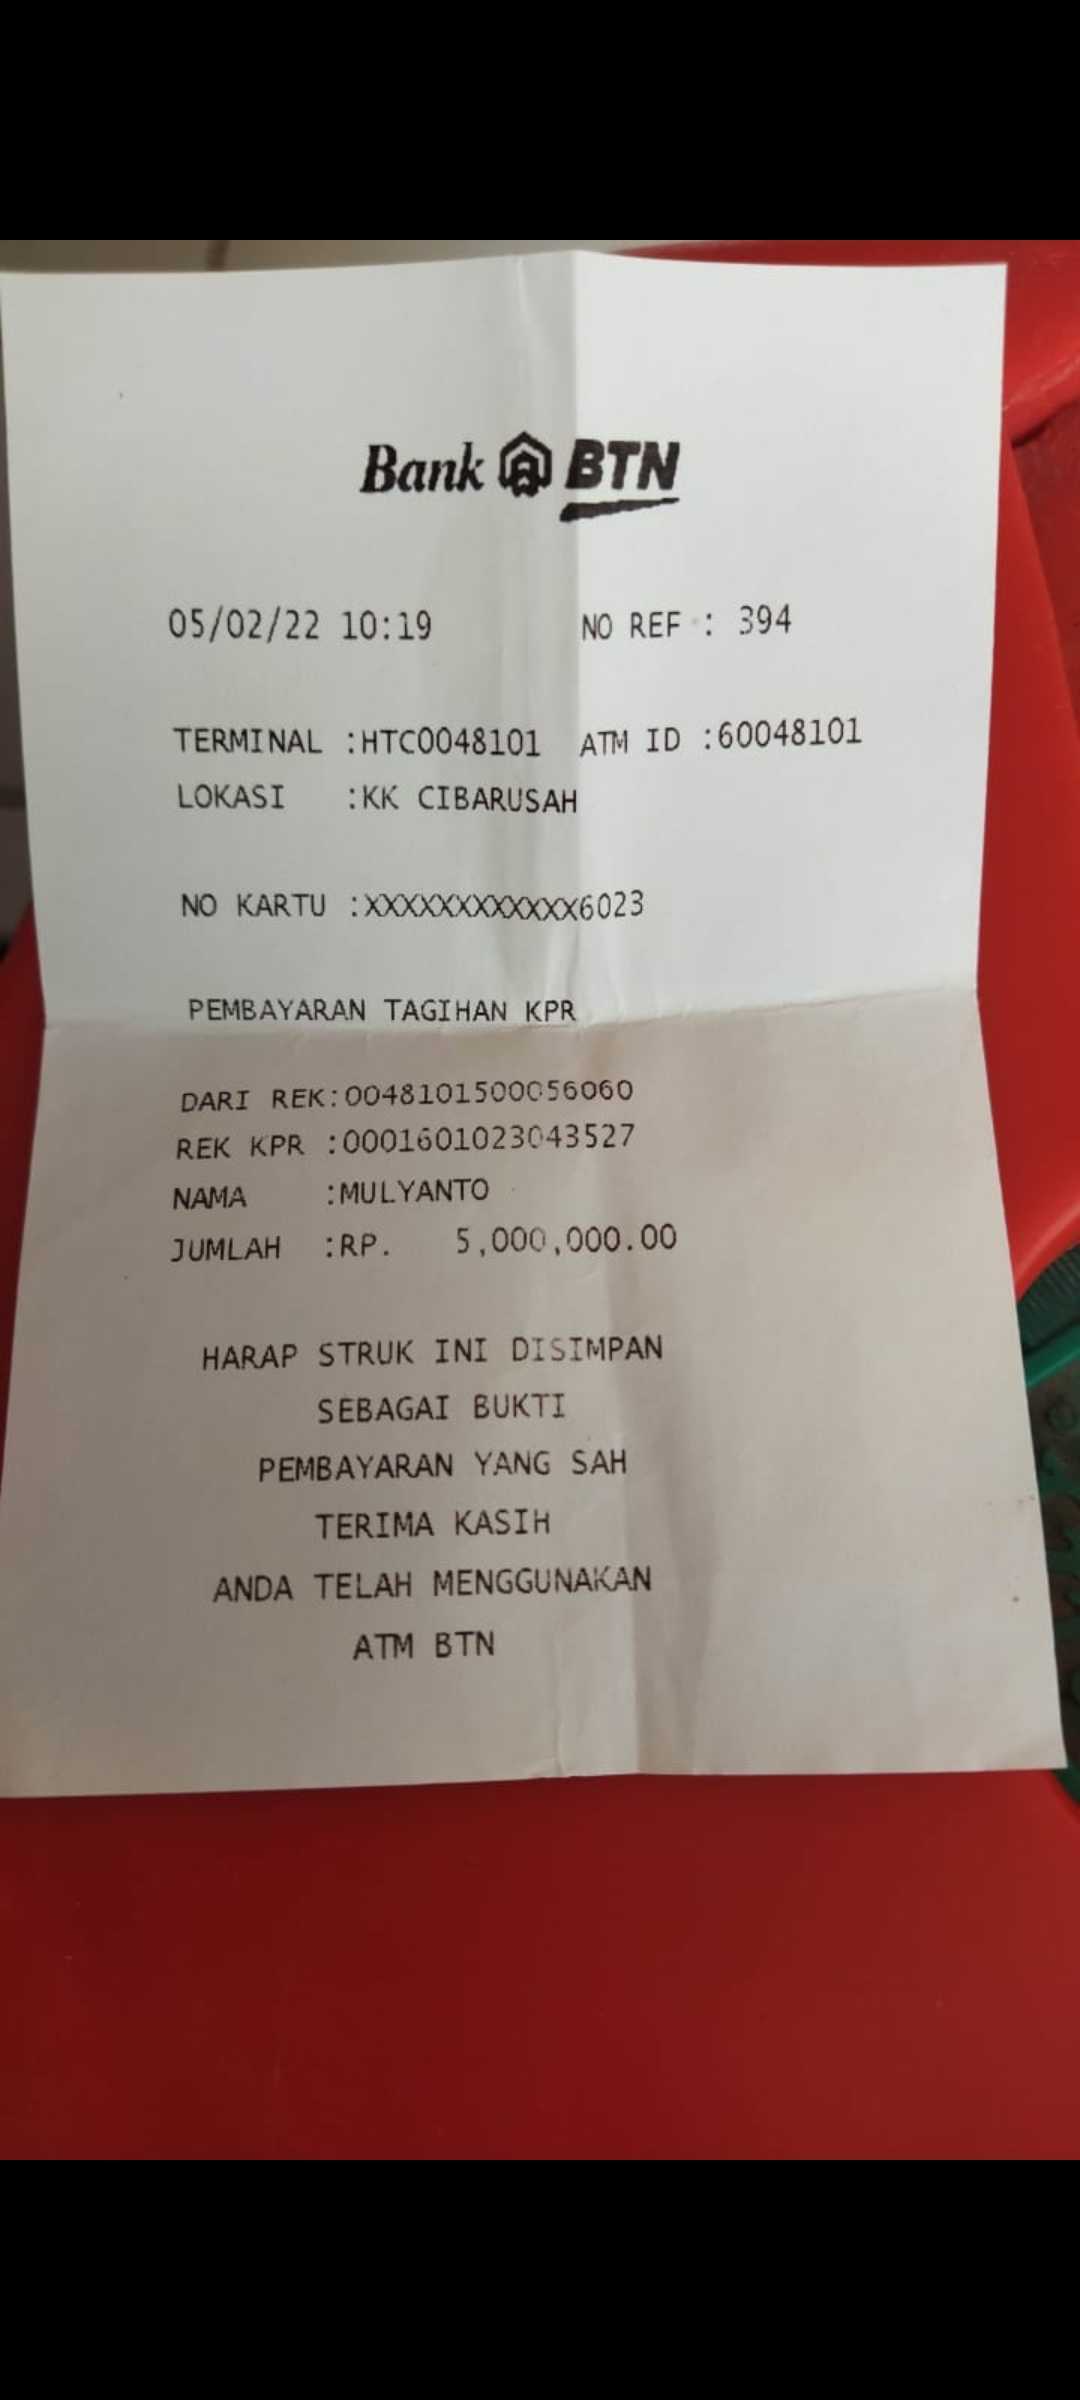 Bank BTN
05/02/22 10:19 NO REF : 394
TERMINAL :HTC0048101 ATM ID :60048101
LOKASI :KK CIBARUSAH
NO KARTU :XXXXXXXXXXXX6023
PEMBAYARAN TAGIHAN KPR
DARI REK:0048101500056060
REK KPR :0001601023043527
NAMA :MULYANTO
JUMLAH :RP. 5,000,000.00
HARAP STRUK INI DISIMPAN
SEBAGAI BUKTI
PEMBAYARAN YANG SAH
TERIMA KASIH
ANDA TELAH MENGGUNAKAN
ATM BTN